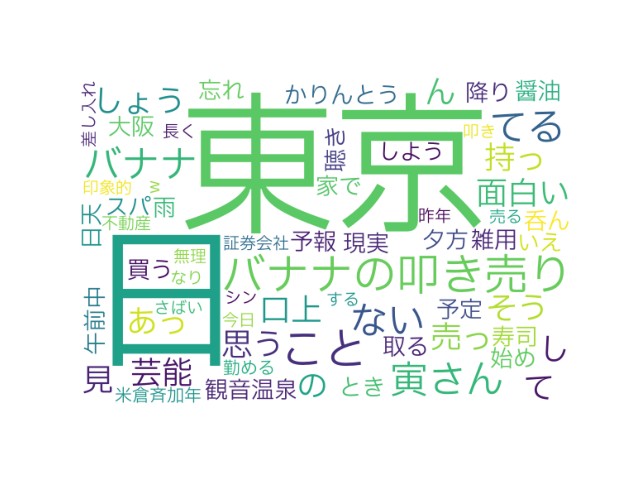 差し入れ
しょう
忘れ
かりんとう
ん
降り
醤油
大阪
長く
東京
聴き
しよう
叩き
てる
バナナ
家で
持っ
印象的
w
スパ
雨
面白い
日天
不動産
昨年
売る
呑ん
日
証券会社
予報
現実
夕方
雑用
いえ
買う
無理
なり
バナナの叩き売り
午前中
あっ
さばい
シン
する
口上
今日
ない
予定
そう
思う
こと
売っ
寿司
取る
始め
し
見
芸能
勤める
米倉斉加年
観音温泉
の
とき
寅さん
て